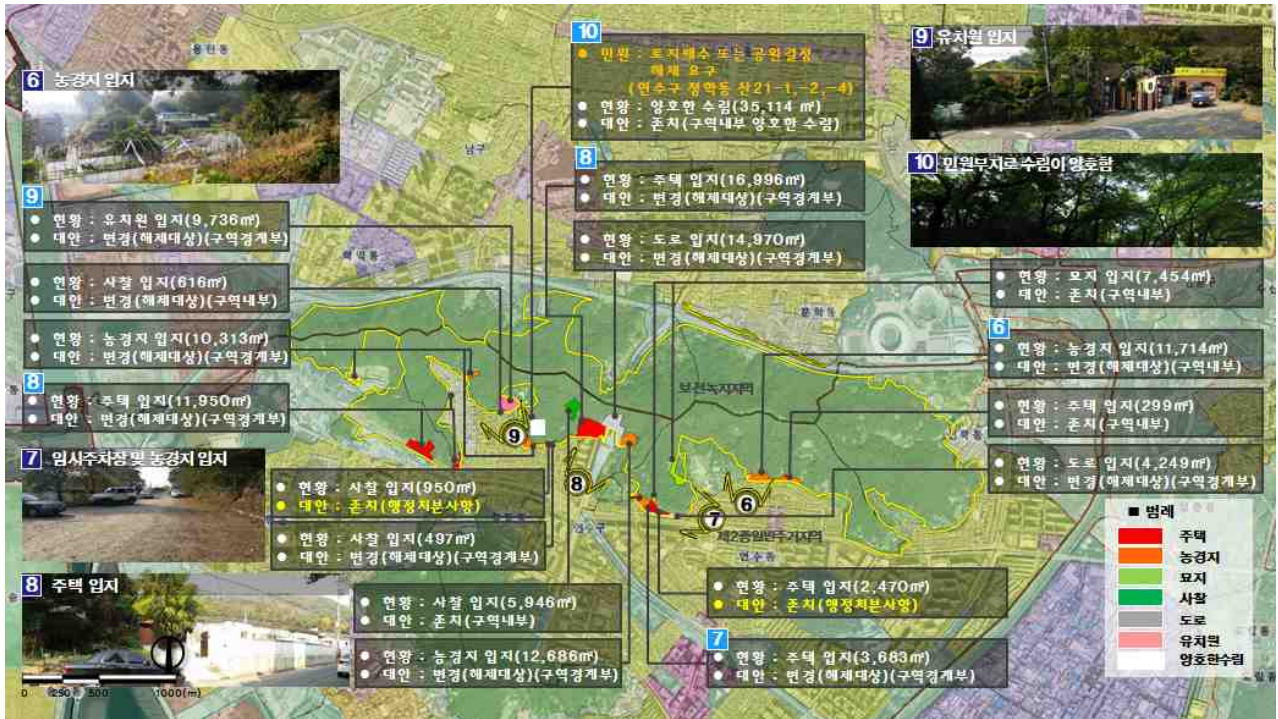 6 농경지 입지
10
민원 : 토지매수 또는 공원결정
해제 요구
(연수구 청학동 산21-1,-2,-4)
현황 : 양호한 수림(35,114 ㎡)
대안 : 존치(구역내부 양호한 수림)
9 유치원 입지
10 민원부지로 수림이 양호함
8
현황 : 주택 입지(16,996㎡)
대안 : 변경(해제대상)(구역경계부)
현황 : 도로 입지(14,970㎡)
대안 : 변경(해제대상)(구역경계부)
9
현황 : 유치원 입지(9,736㎡)
대안 : 변경(해제대상)(구역경계부)
현황 : 사찰 입지(616㎡)
대안 : 변경(해제대상)(구역내부)
현황 : 농경지 입지(10,313㎡)
대안 : 변경(해제대상)(구역경계부)
8
현황 : 주택 입지(11,950㎡)
대안 : 변경(해제대상)(구역경계부)
현황 : 묘지 입지(7,454㎡)
대안 : 존치(구역내부)
6
현황 : 농경지 입지(11,714㎡)
대안 : 변경(해제대상)(구역내부)
현황 : 주택 입지(299㎡)
대안 : 존치(구역내부)
현황 : 도로 입지(4,249㎡)
대안 : 변경(해제대상)(구역경계부)
남구
문학동
보전녹지지역
9
8
7
6
연수구
제2종일반주거지역
연수동
7 임시주차장 및 농경지 입지
현황 : 사찰 입지(950㎡)
대안 : 존치(행정처분사항)
현황 : 사찰 입지(497㎡)
대안 : 변경(해제대상)(구역경계부)
8 주택 입지
현황 : 사찰 입지(5,946㎡)
대안 : 존치(구역내부)
현황 : 농경지 입지(12,686㎡)
대안 : 변경(해제대상)(구역경계부)
현황 : 주택 입지(2,470㎡)
대안 : 존치(행정처분사항)
7
현황 : 주택 입지(3,683㎡)
대안 : 변경(해제대상)(구역경계부)
■ 범례
주택
농경지
묘지
사찰
도로
유치원
양호한수림
0 250 500 1000(m)